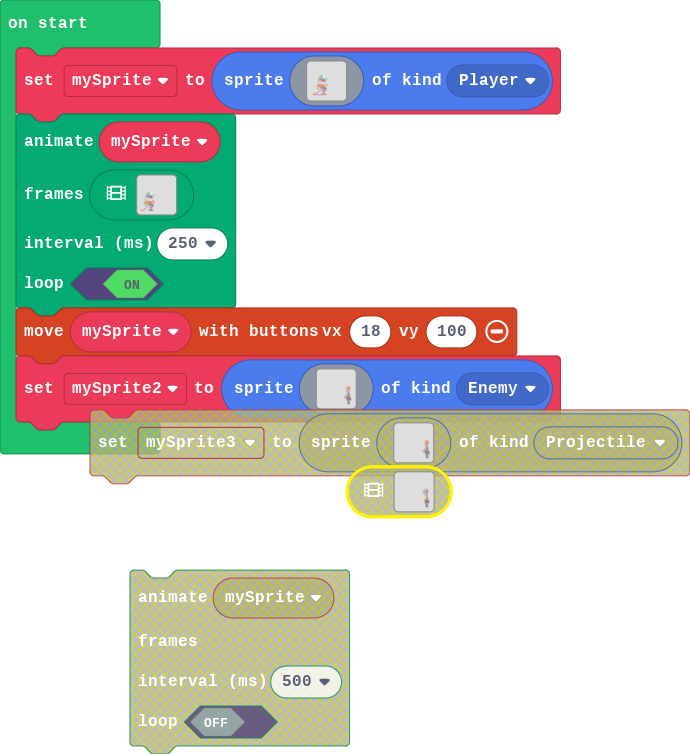 on start
set mySprite to sprite of kind Player
animate mySprite
frames
interval (ms) 250
loop ON
move mySprite with buttons vx 18 vy 100
set mySprite2 to sprite of kind Enemy
set mySprite3 to sprite of kind Projectile
animate mySprite
frames
interval (ms) 500
loop OFF